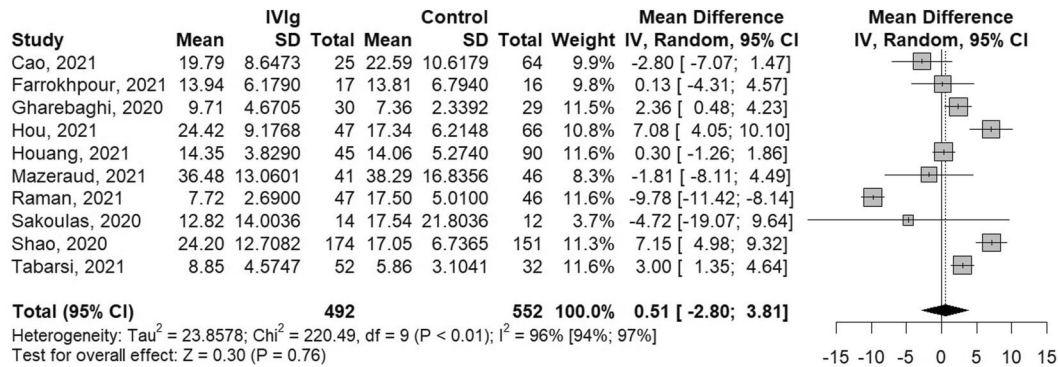 IVIg Control Mean Difference Mean Difference
Study Mean SD Total Mean SD Total Weight IV, Random, 95% CI IV, Random, 95% CI
Cao, 2021 19.79 8.6473 25 22.59 10.6179 64 9.9% -2.80 [ -7.07; 1.47]
Farrokhpour, 2021 13.94 6.1790 17 13.81 6.7940 16 9.8% 0.13 [ -4.31; 4.57]
Gharebaghi, 2020 9.71 4.6705 30 7.36 2.3392 29 11.5% 2.36 [ 0.48; 4.23]
Hou, 2021 24.42 9.1768 47 17.34 6.2148 66 10.8% 7.08 [ 4.05; 10.10]
Houang, 2021 14.35 3.8290 45 14.06 5.2740 90 11.6% 0.30 [ -1.26; 1.86]
Mazeraud, 2021 36.48 13.0601 41 38.29 16.8356 46 8.3% -1.81 [ -8.11; 4.49]
Raman, 2021 7.72 2.6900 47 17.50 5.0100 46 11.6% -9.78 [-11.42; -8.14]
Sakoulas, 2020 12.82 14.0036 14 17.54 21.8036 12 3.7% -4.72 [-19.07; 9.64]
Shao, 2020 24.20 12.7082 174 17.05 6.7365 151 11.3% 7.15 [ 4.98; 9.32]
Tabarsi, 2021 8.85 4.5747 52 5.86 3.1041 32 11.6% 3.00 [ 1.35; 4.64]
Total (95% CI) 492 552 100.0% 0.51 [ -2.80; 3.81]
Heterogeneity: Tau² = 23.8578; Chi² = 220.49, df = 9 (P < 0.01); I² = 96% [94%; 97%]
Test for overall effect: Z = 0.30 (P = 0.76)
-15 -10 -5 0 5 10 15